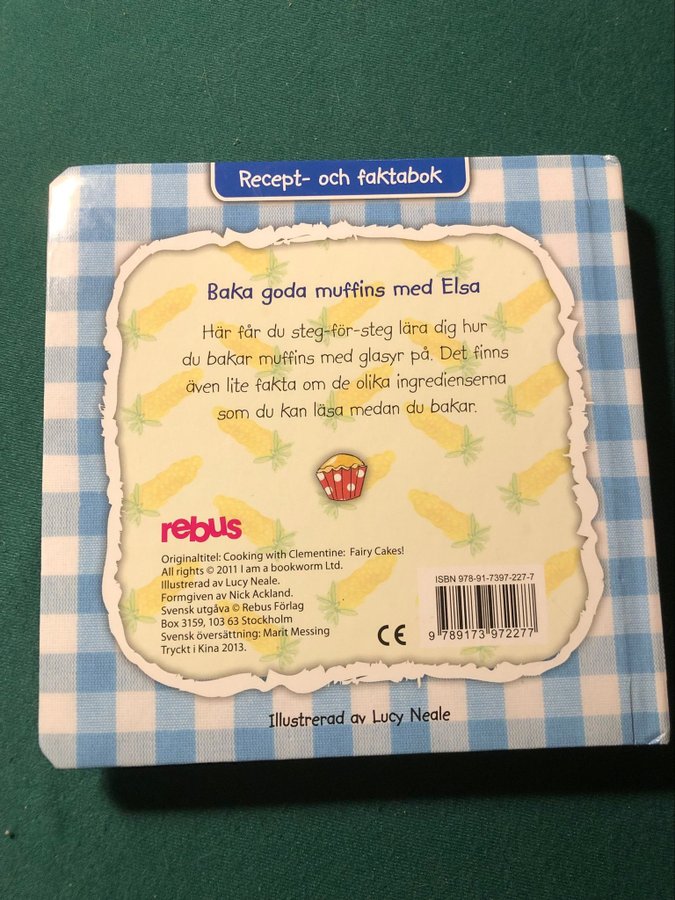 Recept- och faktabok
Baka goda muffins med Elsa
Här får du steg-för-steg lära dig hur
du bakar muffins med glasyr på. Det finns
även lite fakta om de olika ingredienserna
som du kan läsa medan du bakar.
rebus
Originaltitel: Cooking with Clementine: Fairy Cakes!
All rights © 2011 I am a bookworm Ltd.
Illustrerad av Lucy Neale.
Formgiven av Nick Ackland.
Svensk utgåva © Rebus Förlag
Box 3159, 103 63 Stockholm
Svensk översättning: Marit Messing
Tryckt i Kina 2013.
CE
ISBN 978-91-7397-227-7
9 789173 972277
Illustrerad av Lucy Neale